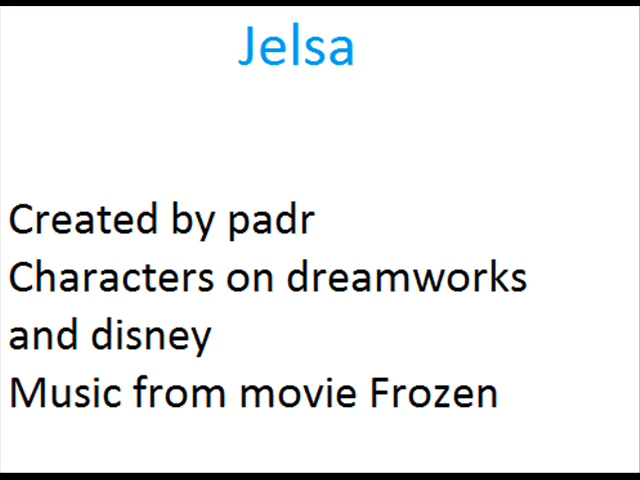 Jelsa
Created by padr
Characters on dreamworks
and disney
Music from movie Frozen